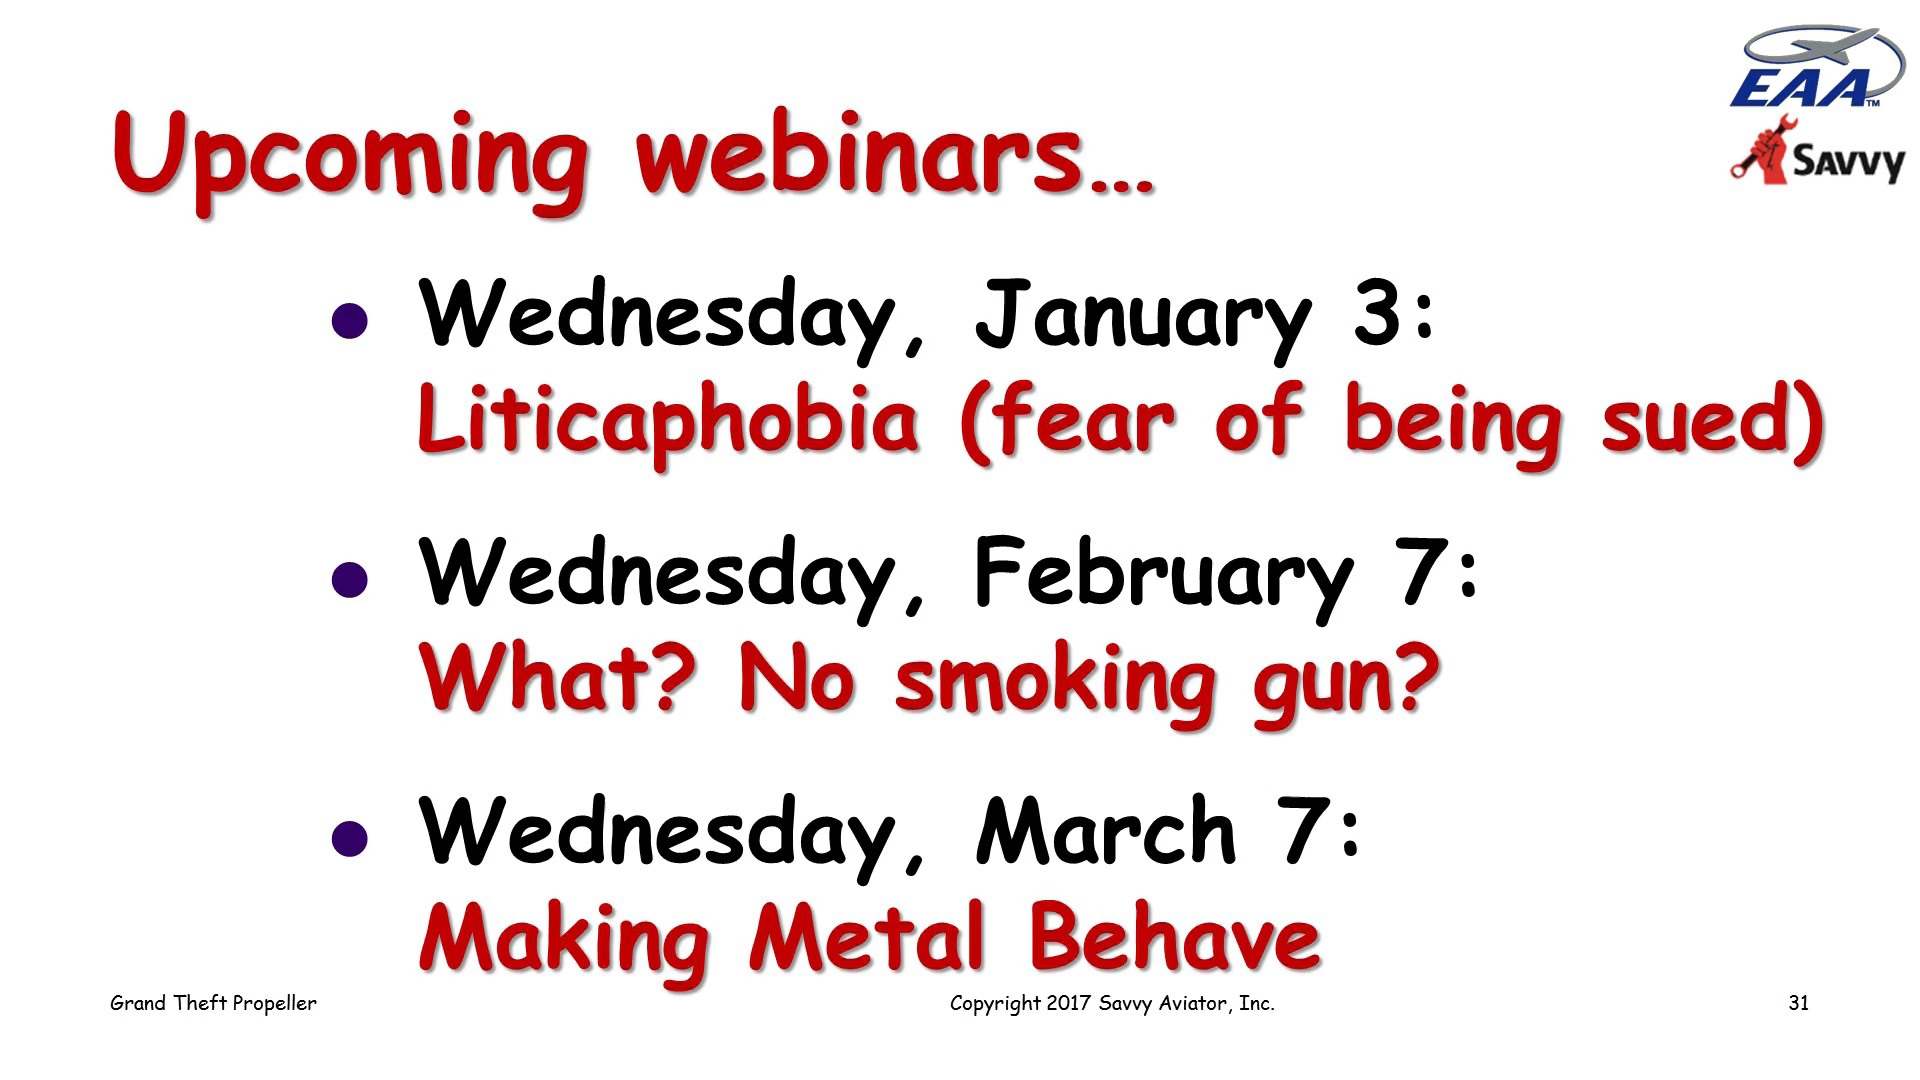 EAA™
Savvy
Upcoming webinars…
● Wednesday, January 3:
Liticaphobia (fear of being sued)
● Wednesday, February 7:
What? No smoking gun?
● Wednesday, March 7:
Making Metal Behave
Grand Theft Propeller Copyright 2017 Savvy Aviator, Inc. 31